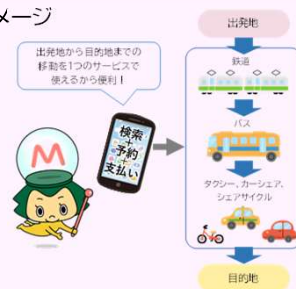 メージ
出発地から目的地までの
移動を1つのサービスで
使えるから便利！
検索
+
予約
+
支払い
M
出発地
鉄道
バス
タクシー、カーシェア、
シェアサイクル
目的地